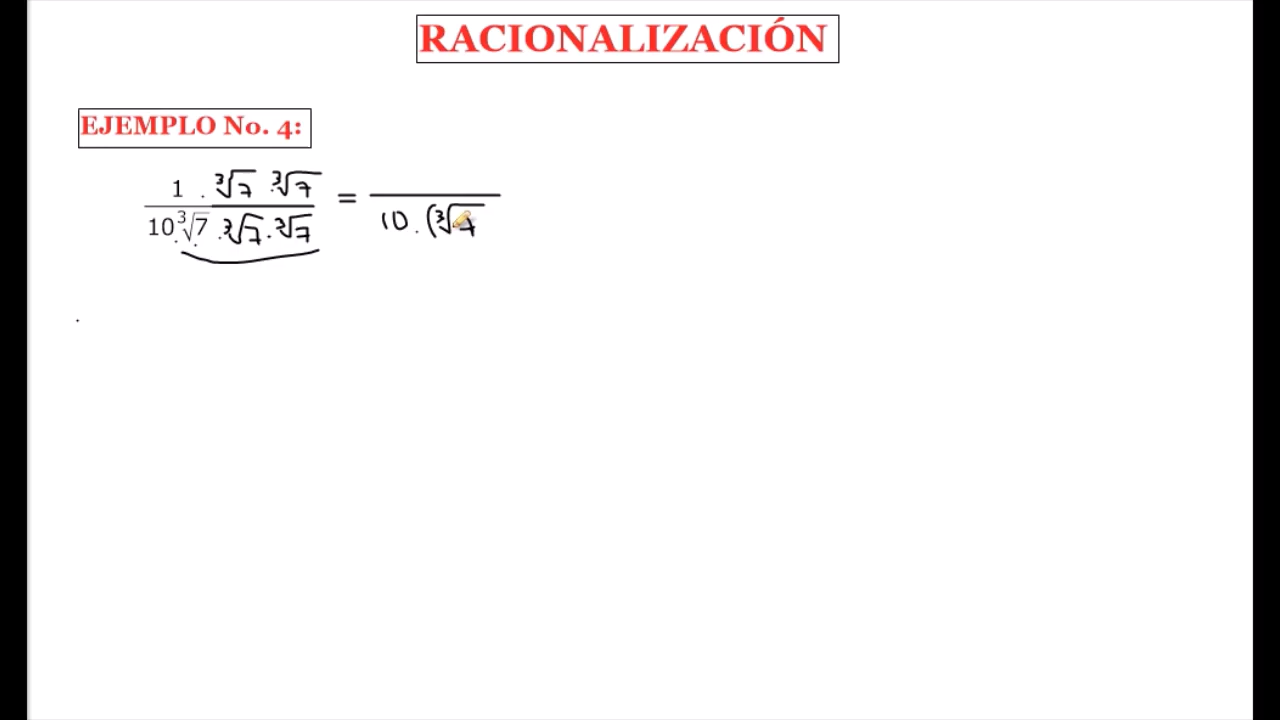 RACIONALIZACIÓN
EJEMPLO No. 4:
1 . ∛7 . ∛7 =
10∛7 . ∛7 . ∛7
10 . (∛7